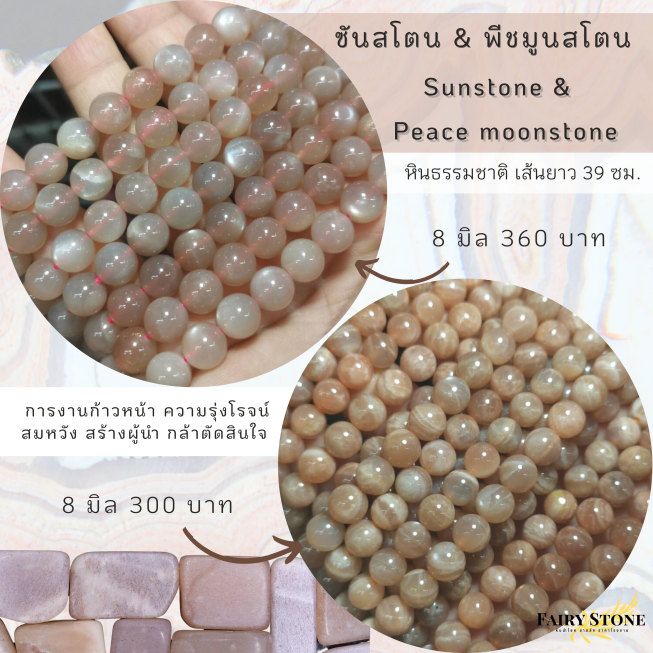 ซันสโตน & พีชมูนสโตน
Sunstone &
Peace moonstone
หินธรรมชาติ เส้นยาว 39 ซม.
8 มิล 360 บาท
การงานก้าวหน้า ความรุ่งโรจน์
สมหวัง สร้างผู้นำ กล้าตัดสินใจ
8 มิล 300 บาท
FAIRY STONE